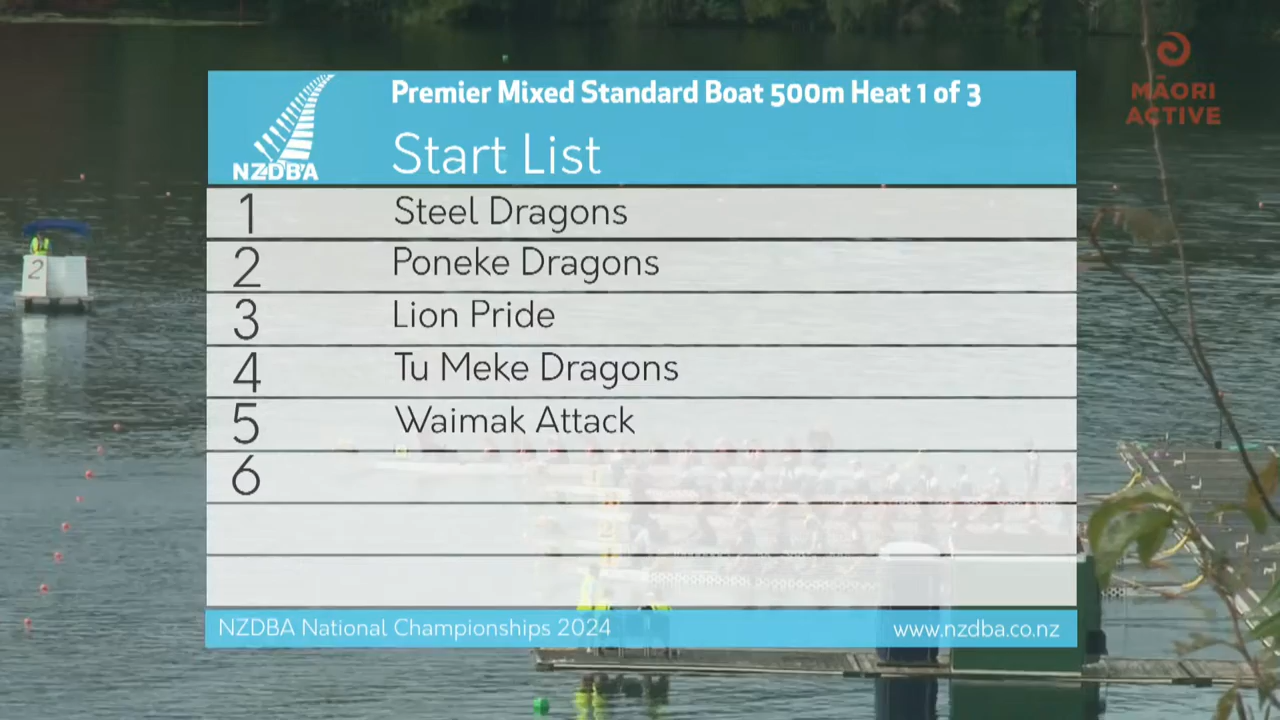 Premier Mixed Standard Boat 500m Heat 1 of 3
NZDBA
Start List
MĀORI
ACTIVE
1 Steel Dragons
2 Poneke Dragons
3 Lion Pride
4 Tu Meke Dragons
5 Waimak Attack
6
2
1
2
NZDBA National Championships 2024
www.nzdba.co.nz